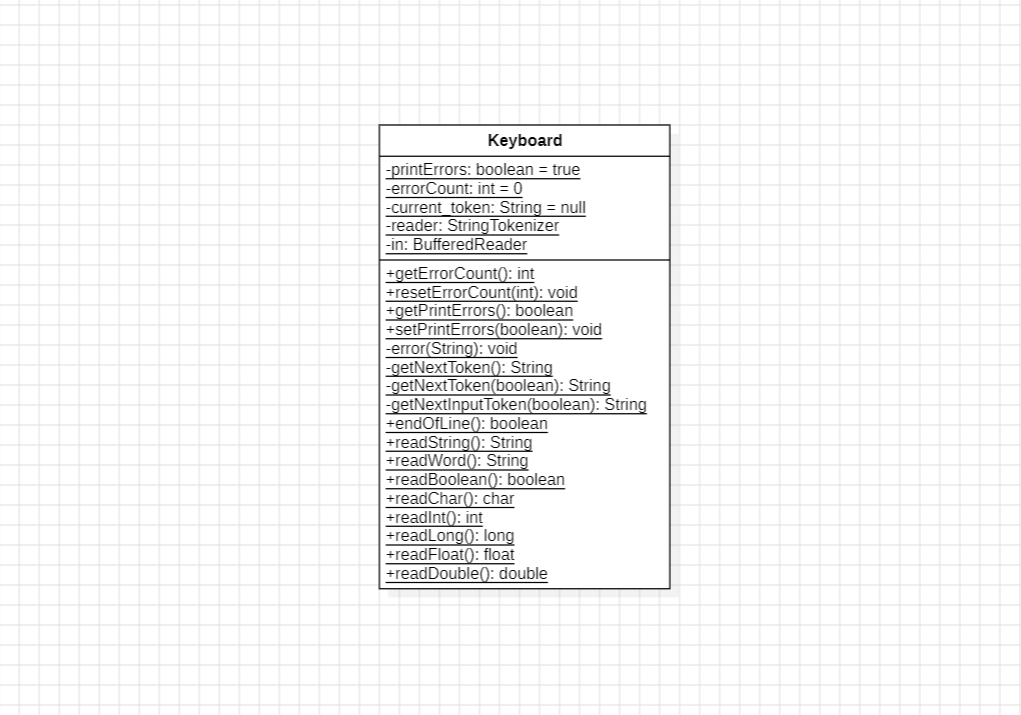 Keyboard
-printErrors: boolean = true
-errorCount: int = 0
-current_token: String = null
-reader: StringTokenizer
-in: BufferedReader
+getErrorCount(): int
+resetErrorCount(int): void
+getPrintErrors(): boolean
+setPrintErrors(boolean): void
-error(String): void
-getNextToken(): String
-getNextToken(boolean): String
-getNextInputToken(boolean): String
+endOfLine(): boolean
+readString(): String
+readWord(): String
+readBoolean(): boolean
+readChar(): char
+readInt(): int
+readLong(): long
+readFloat(): float
+readDouble(): double